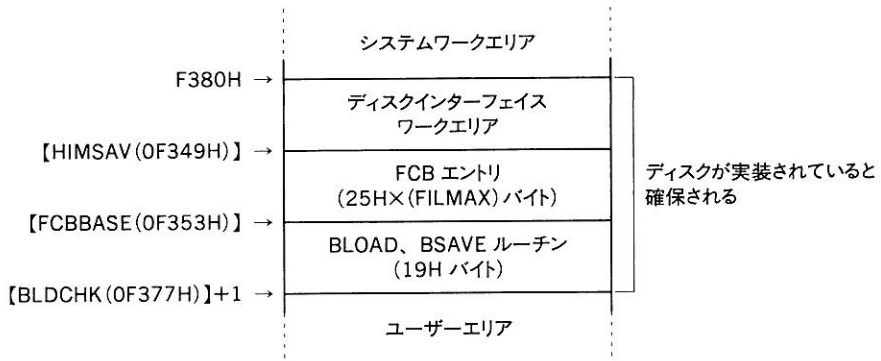 システムワークエリア
F380H →
ディスクインターフェイス
ワークエリア
【HIMSAV(0F349H)】 →
FCB エントリ
(25H×(FILMAX)バイト)
ディスクが実装されていると
確保される
【FCBBASE(0F353H)】 →
BLOAD、BSAVE ルーチン
(19H バイト)
【BLDCHK(0F377H)】+1 →
ユーザーエリア